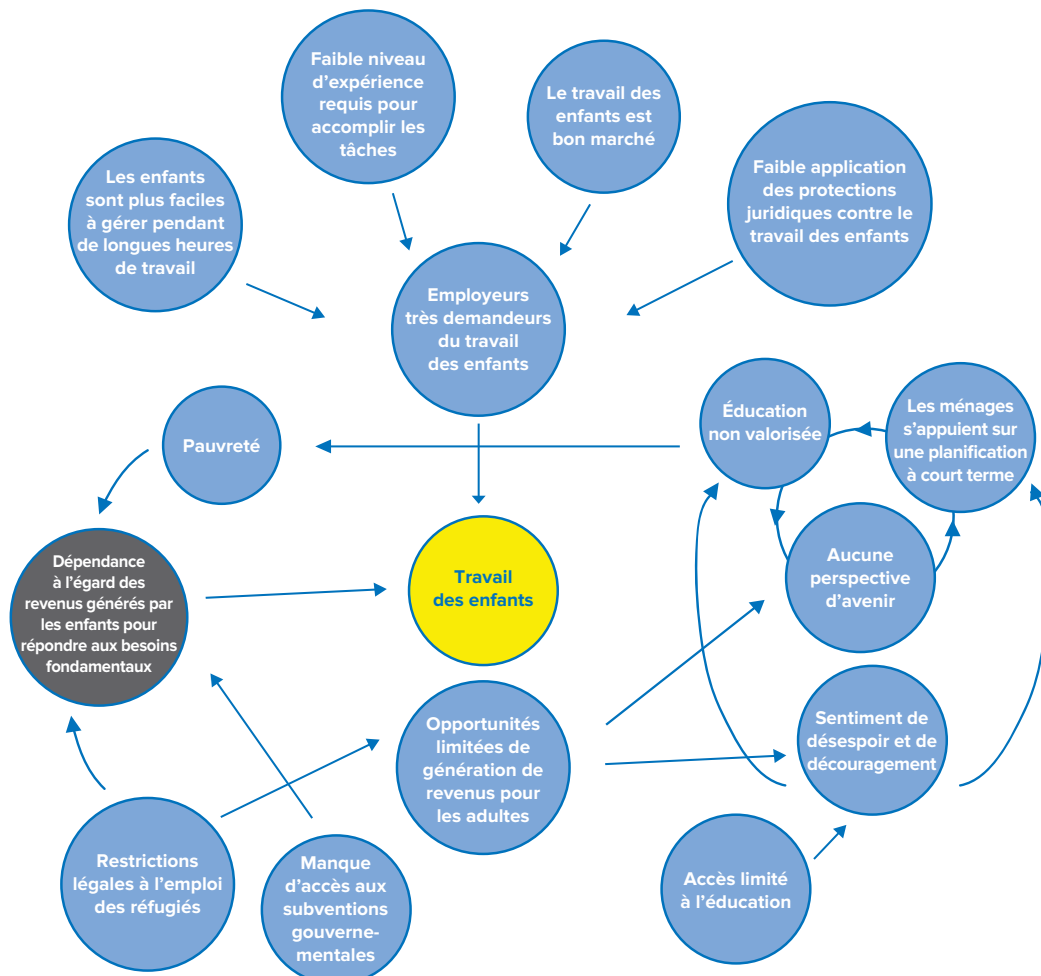 Faible niveau
d'expérience
requis pour
accomplir les
tâches
Le travail des
enfants est
bon marché
Les enfants
sont plus faciles
à gérer pendant
de longues heures
de travail
Faible application
des protections
juridiques contre le
travail des enfants
Employeurs
très demandeurs
du travail
des enfants
Pauvreté
Éducation
non valorisée
Les ménages
s'appuient sur
une planification
à court terme
Dépendance
à l'égard des
revenus générés par
les enfants pour
répondre aux besoins
fondamentaux
Travail
des enfants
Aucune
perspective
d'avenir
Opportunités
limitées de
génération de
revenus pour
les adultes
Sentiment de
désespoir et de
découragement
Restrictions
légales à l'emploi
des réfugiés
Manque
d'accès aux
subventions
gouverne-
mentales
Accès limité
à l'éducation